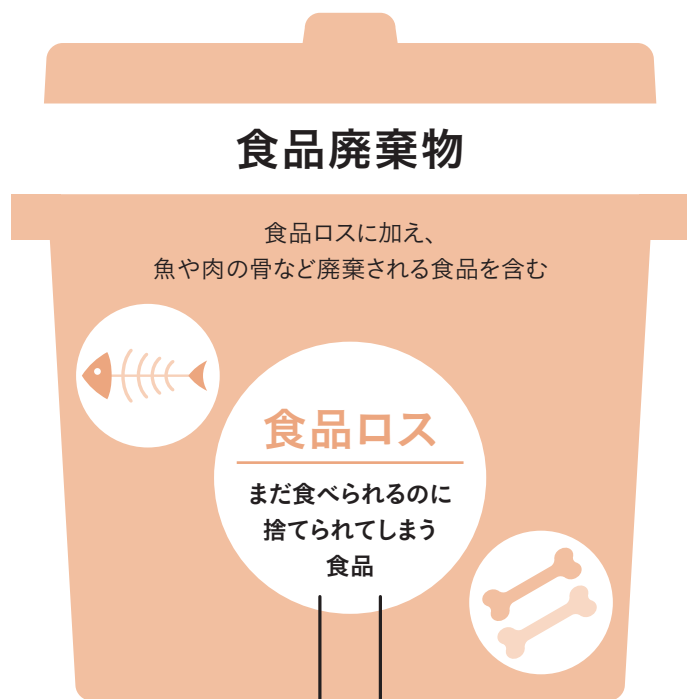 食品廃棄物
食品ロスに加え、
魚や肉の骨など廃棄される食品を含む
食品ロス
まだ食べられるのに
捨てられてしまう
食品